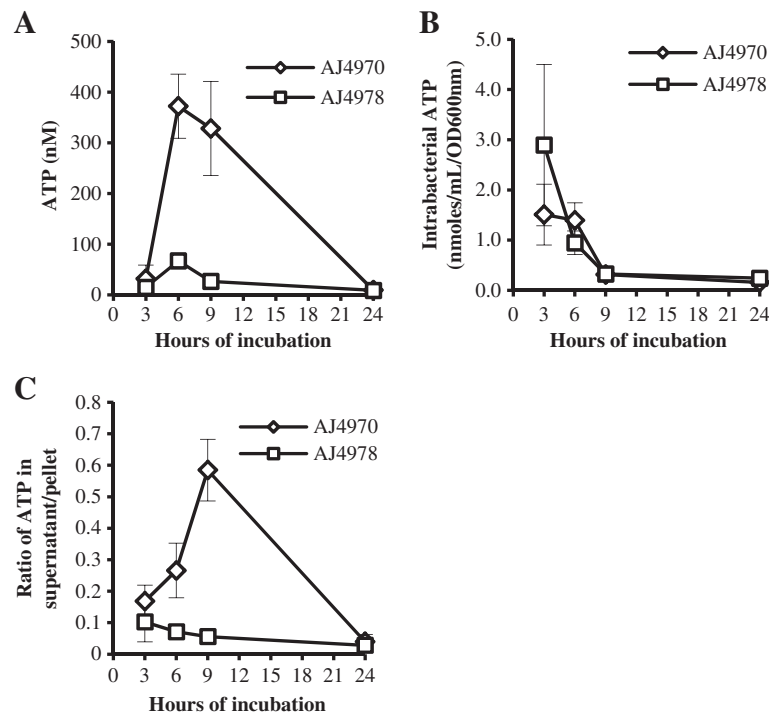 A
500
400
300
200
100
0
ATP (nM)
0 3 6 9 12 15 18 21 24
Hours of incubation
AJ4970
AJ4978
B
5.0
4.0
3.0
2.0
1.0
0.0
Intrabacterial ATP
(nmoles/mL/OD600nm)
0 3 6 9 12 15 18 21 24
Hours of incubation
AJ4970
AJ4978
C
0.8
0.7
0.6
0.5
0.4
0.3
0.2
0.1
0
Ratio of ATP in
supernatant/pellet
0 3 6 9 12 15 18 21 24
Hours of incubation
AJ4970
AJ4978